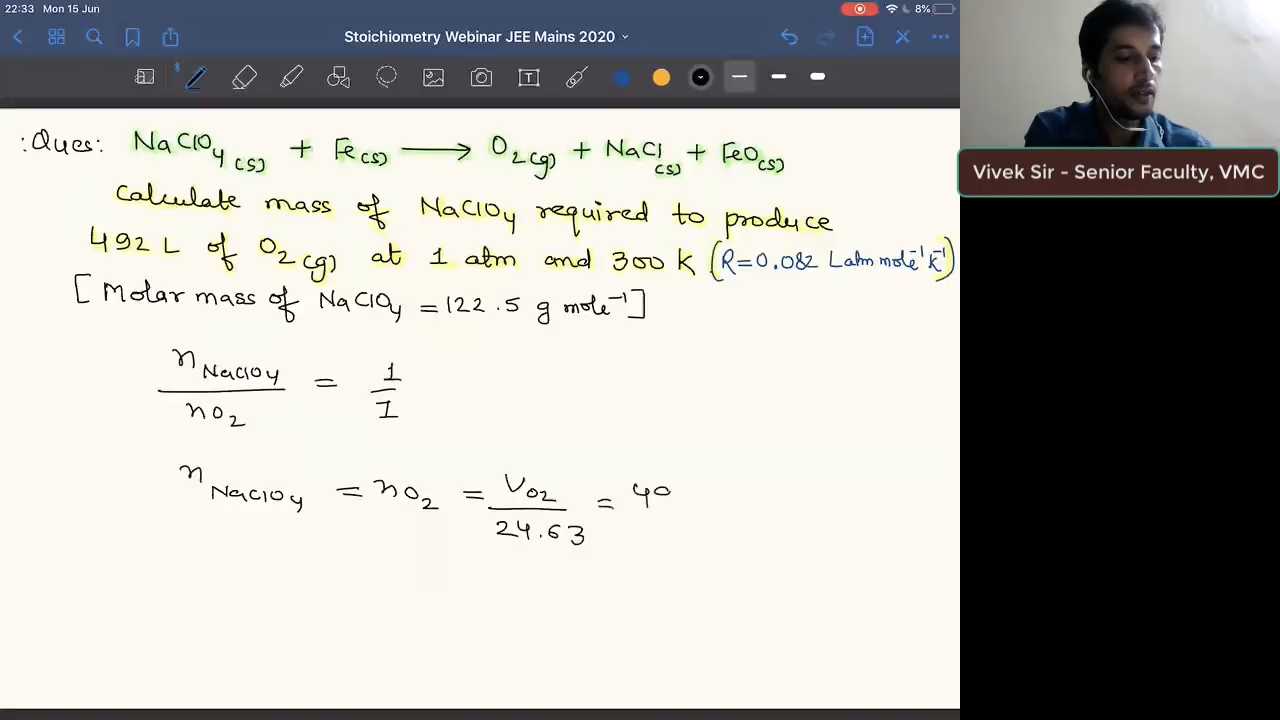 22:33 Mon 15 Jun
8%
Stoichiometry Webinar JEE Mains 2020
T
Vivek Sir - Senior Faculty, VMC
:Ques: NaClO4(s) + Fe(s) ⟶ O2(g) + NaCl(s) + FeO(s)
Calculate mass of NaClO4 required to produce
492 L of O2(g) at 1 atm and 300 K (R=0.082 L atm mole⁻¹ K⁻¹)
[Molar mass of NaClO4 = 122.5 g mole⁻¹]
nNaClO4 / nO2 = 1/1
nNaClO4 = nO2 = VO2 / 24.63 = 40